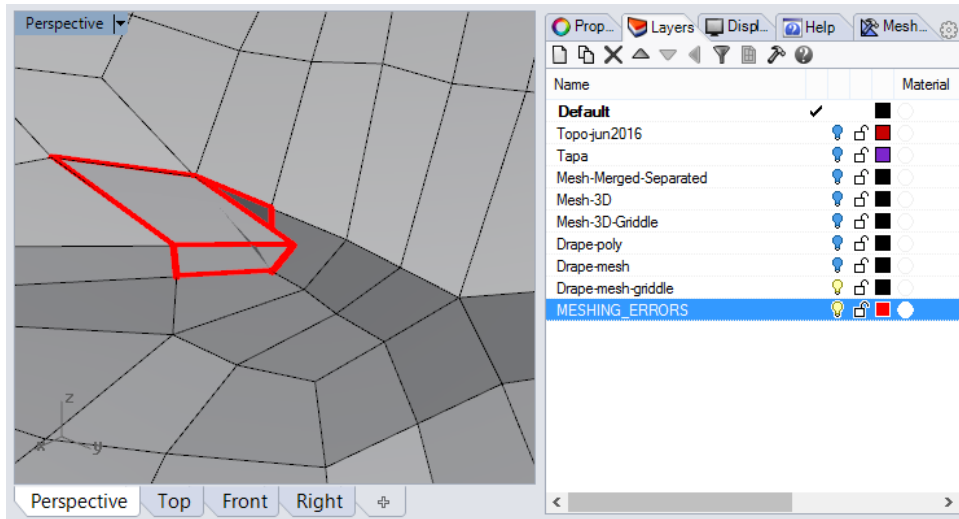 Perspective
z
x
y
Perspective Top Front Right
Prop... Layers Displ... Help Mesh...
Name Material
Default
Topo-jun2016
Tapa
Mesh-Merged-Separated
Mesh-3D
Mesh-3D-Griddle
Drape-poly
Drape-mesh
Drape-mesh-griddle
MESHING_ERRORS